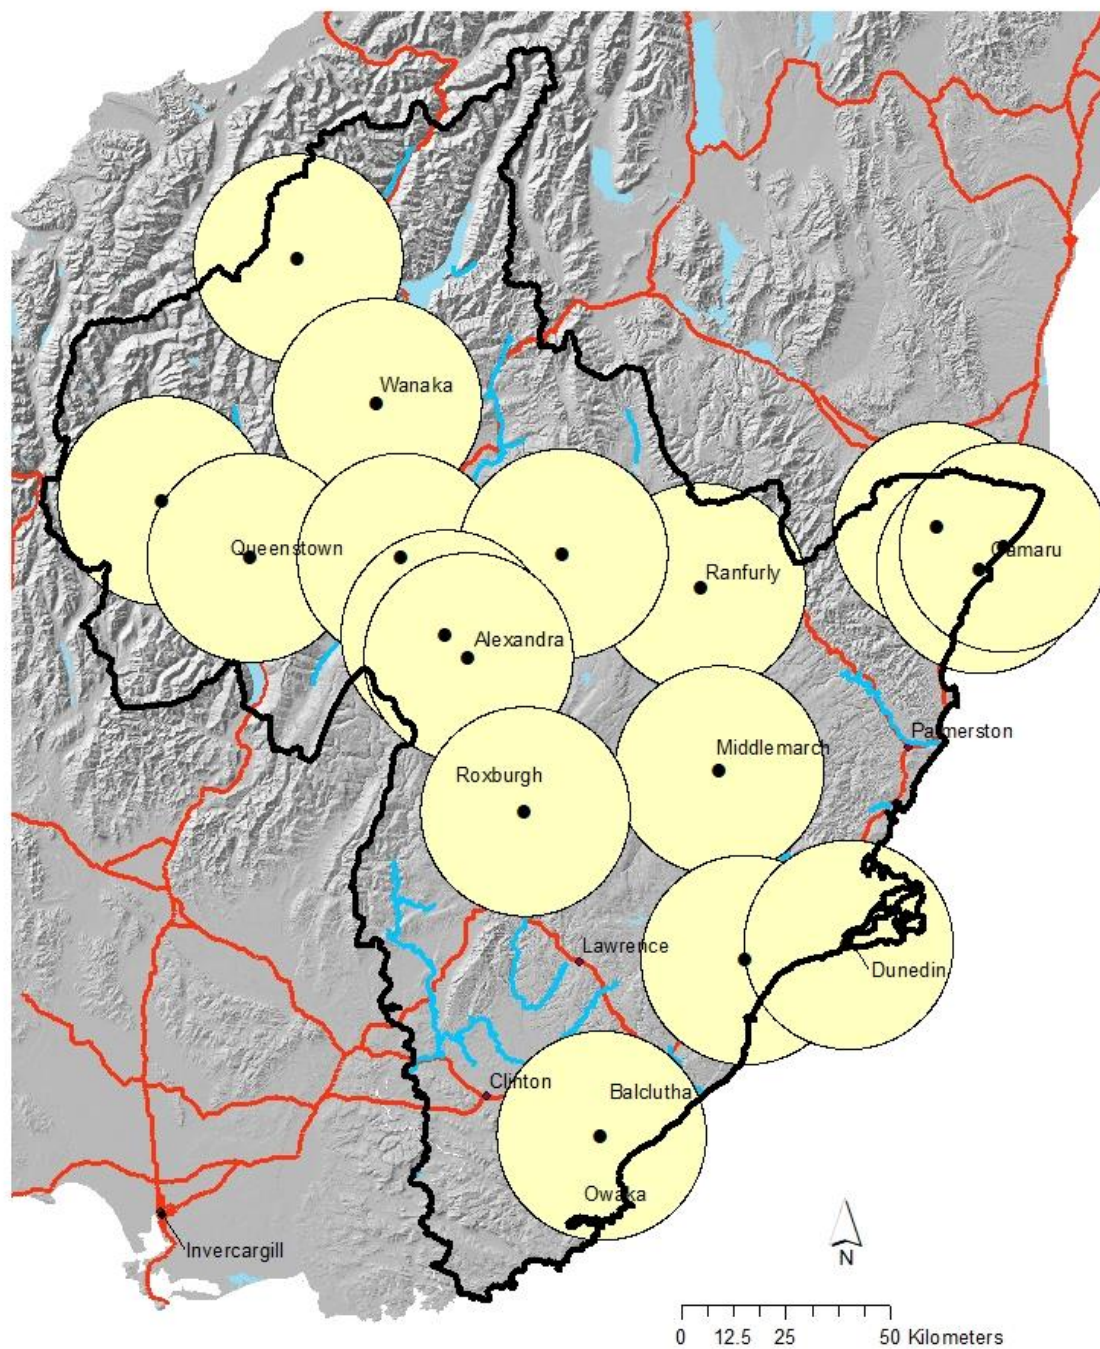 Wanaka
Queenstown
Oamaru
Ranfurly
Alexandra
Palmerston
Middlemarch
Roxburgh
Lawrence
Dunedin
Clinton
Balclutha
Owaka
Invercargill
N
0 12.5 25 50 Kilometers